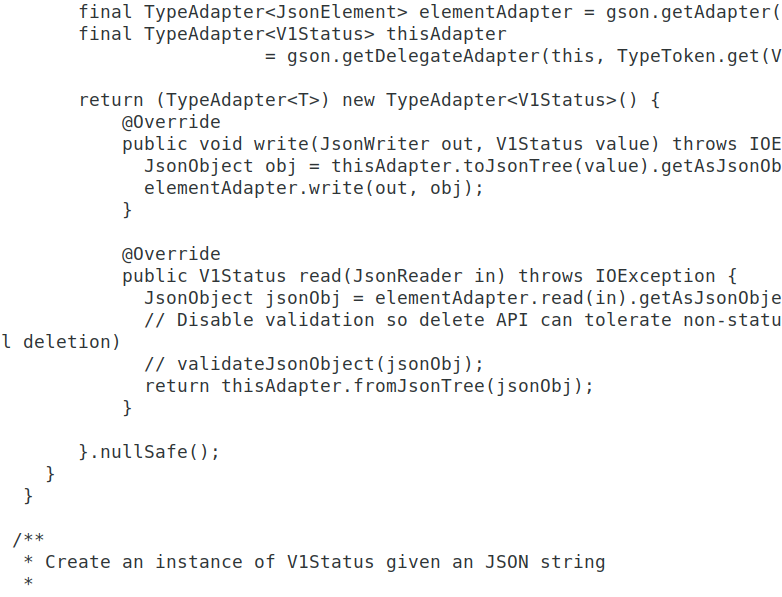 final TypeAdapter<JsonElement> elementAdapter = gson.getAdapter(
final TypeAdapter<V1Status> thisAdapter
= gson.getDelegateAdapter(this, TypeToken.get(V
return (TypeAdapter<T>) new TypeAdapter<V1Status>() {
@Override
public void write(JsonWriter out, V1Status value) throws IOE
JsonObject obj = thisAdapter.toJsonTree(value).getAsJsonOb
elementAdapter.write(out, obj);
}
@Override
public V1Status read(JsonReader in) throws IOException {
JsonObject jsonObj = elementAdapter.read(in).getAsJsonObje
// Disable validation so delete API can tolerate non-statu
l deletion)
// validateJsonObject(jsonObj);
return thisAdapter.fromJsonTree(jsonObj);
}
}.nullSafe();
}
}
/**
* Create an instance of V1Status given an JSON string
*